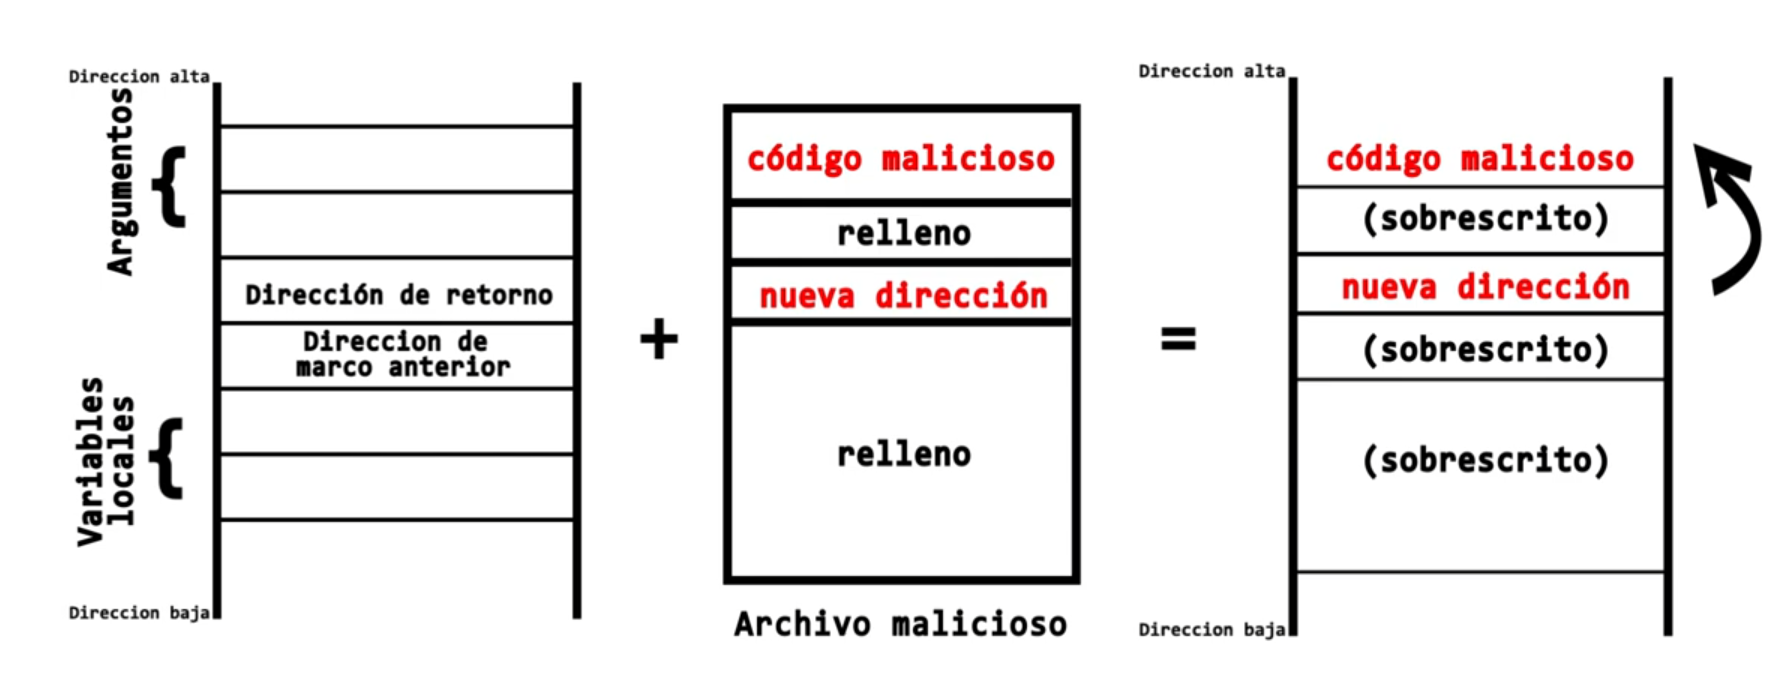 Direccion alta
Argumentos
{
Dirección de retorno
Direccion de
marco anterior
Variables
locales
{
Direccion baja
+
código malicioso
relleno
nueva dirección
relleno
Archivo malicioso
=
Direccion alta
código malicioso
(sobrescrito)
nueva dirección
(sobrescrito)
(sobrescrito)
Direccion baja